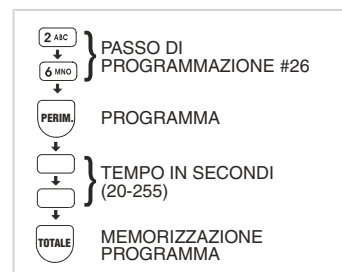 2 ABC
PASSO DI
PROGRAMMAZIONE #26
6 MNO
PERIM.
PROGRAMMA
TEMPO IN SECONDI
(20-255)
TOTALE
MEMORIZZAZIONE
PROGRAMMA